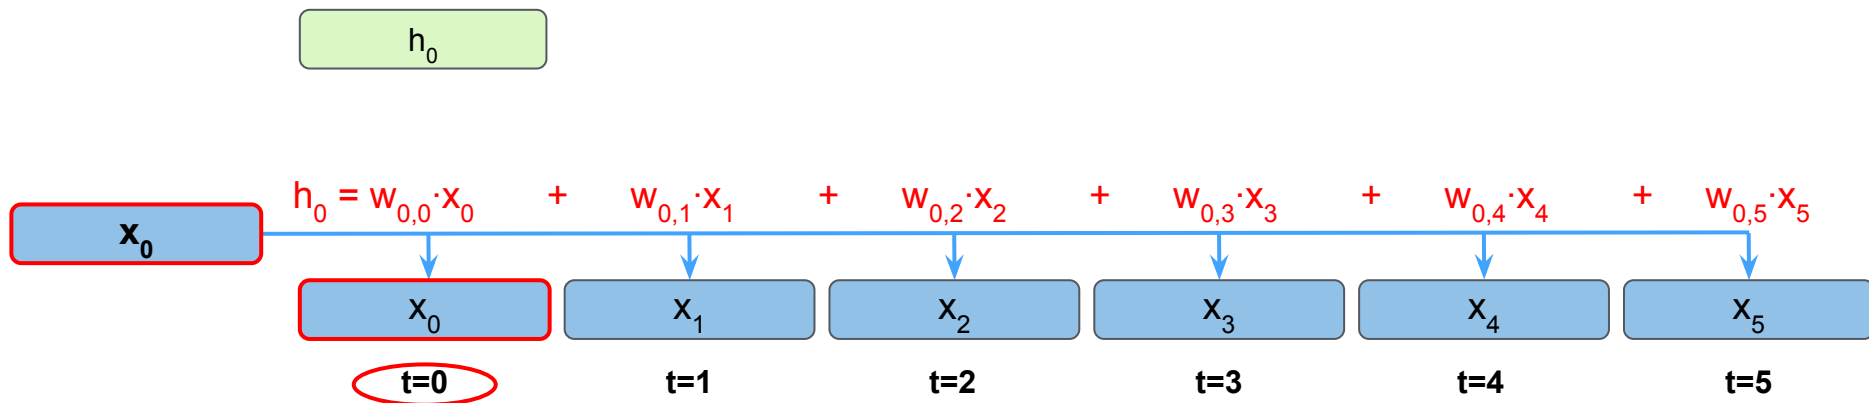 h₀
h₀ = w₀,₀·x₀ + w₀,₁·x₁ + w₀,₂·x₂ + w₀,₃·x₃ + w₀,₄·x₄ + w₀,₅·x₅
x₀
x₀ x₁ x₂ x₃ x₄ x₅
t=0 t=1 t=2 t=3 t=4 t=5